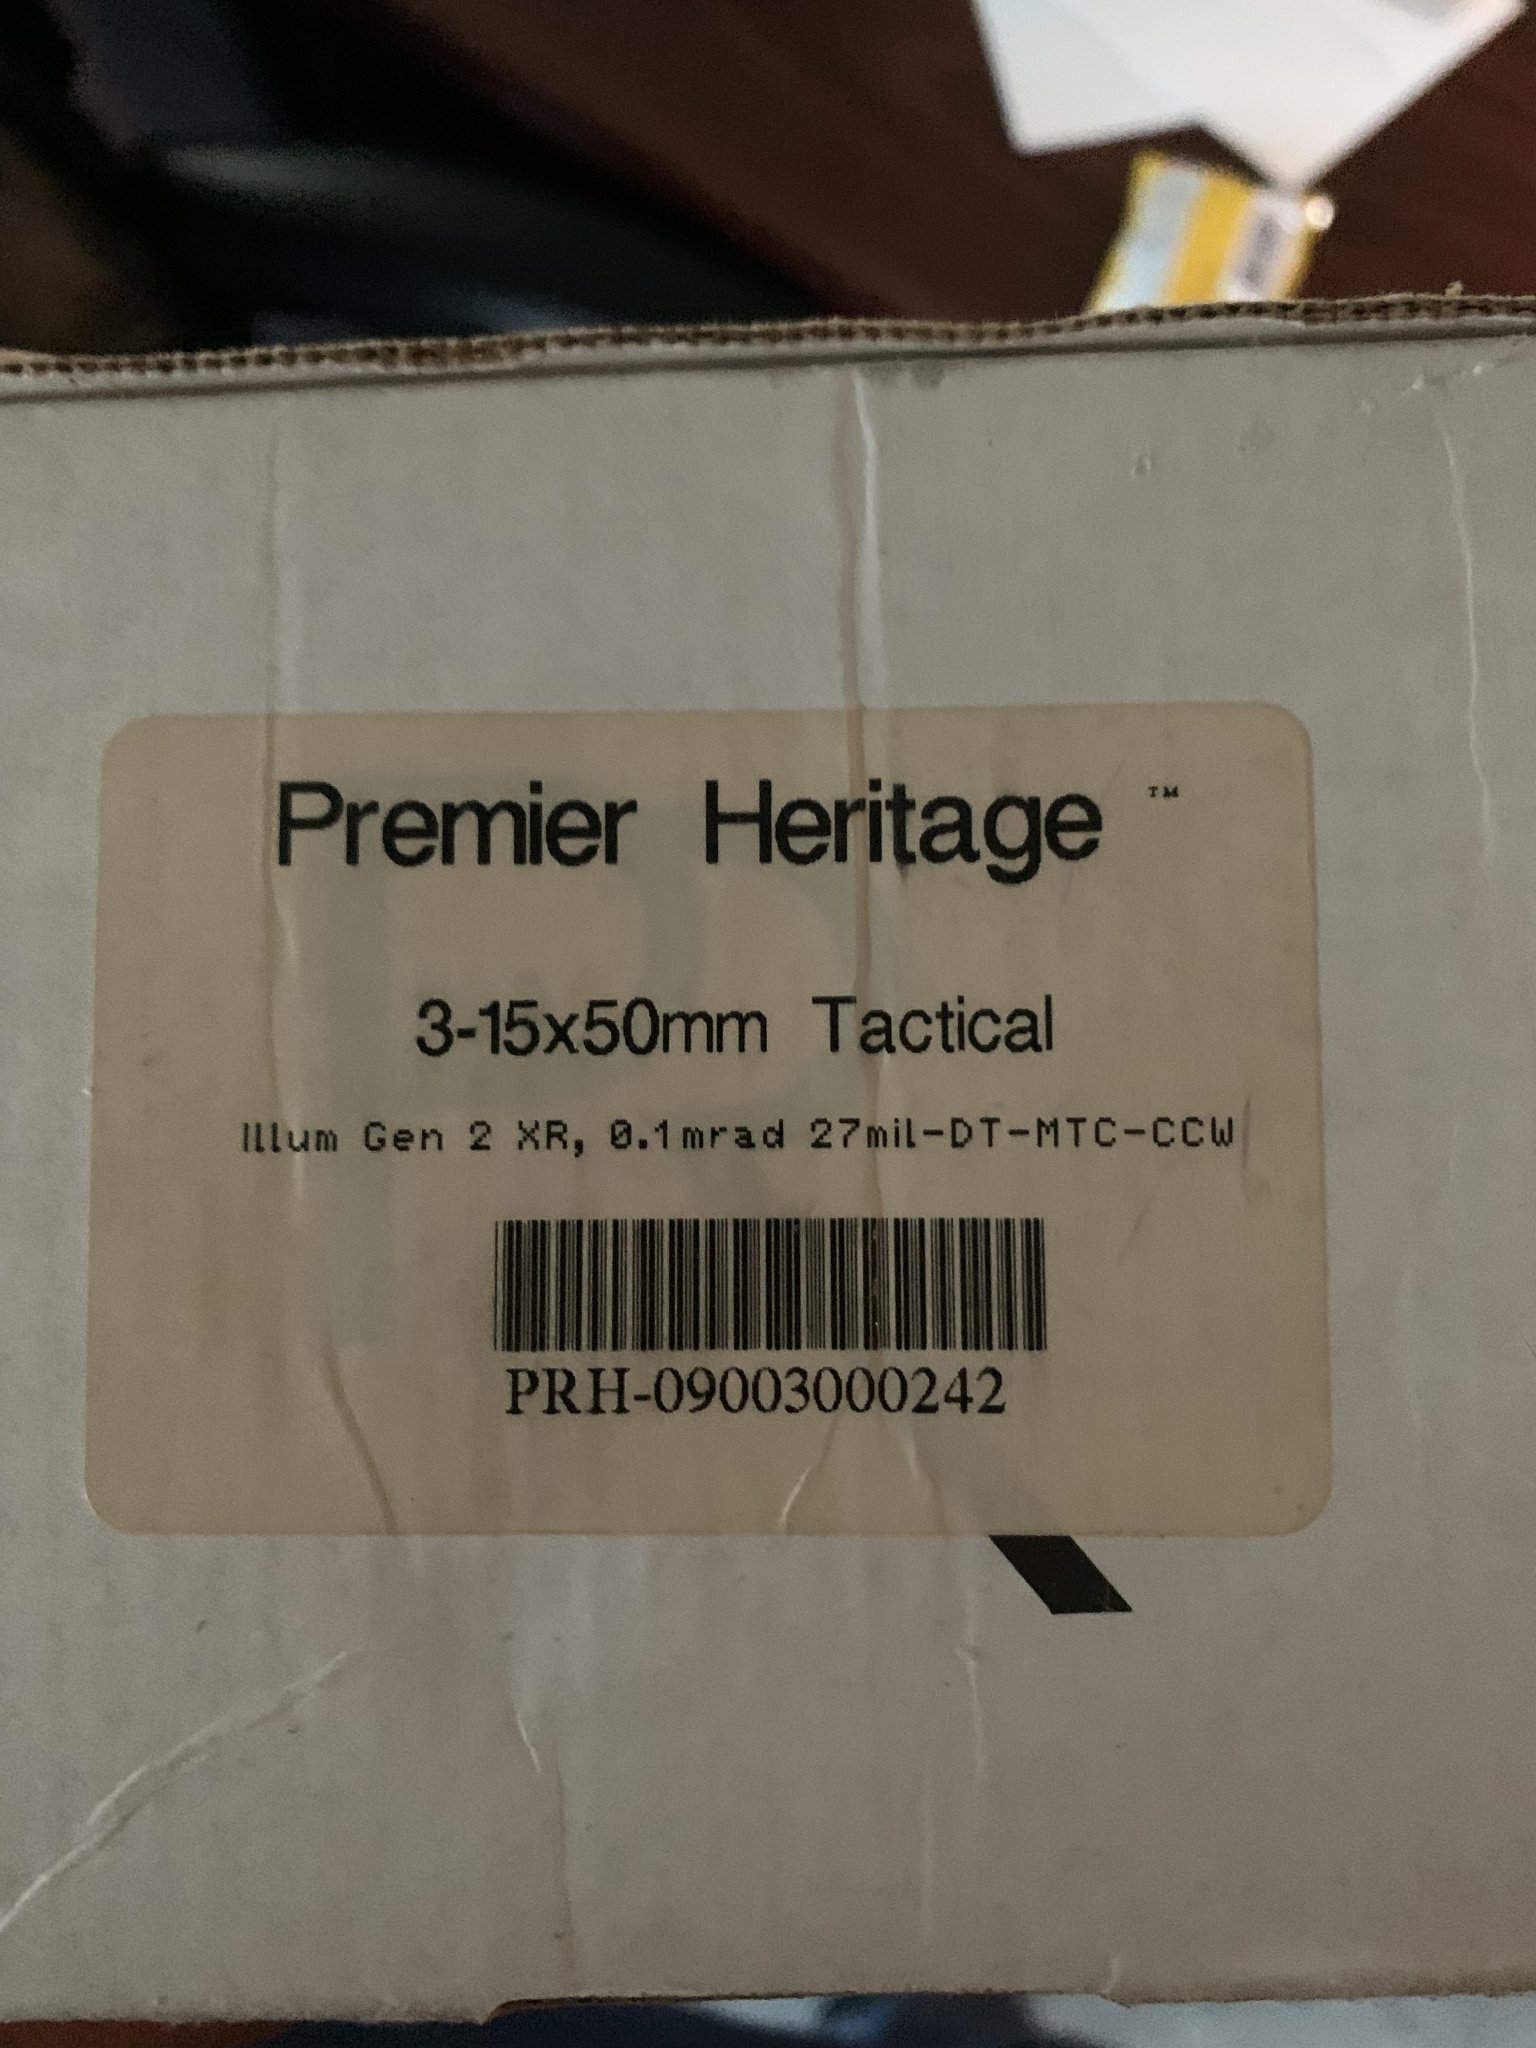 Premier Heritage ™
3-15x50mm Tactical
Illum Gen 2 XR, 0.1mrad 27mil-DT-MTC-CCW
PRH-09003000242